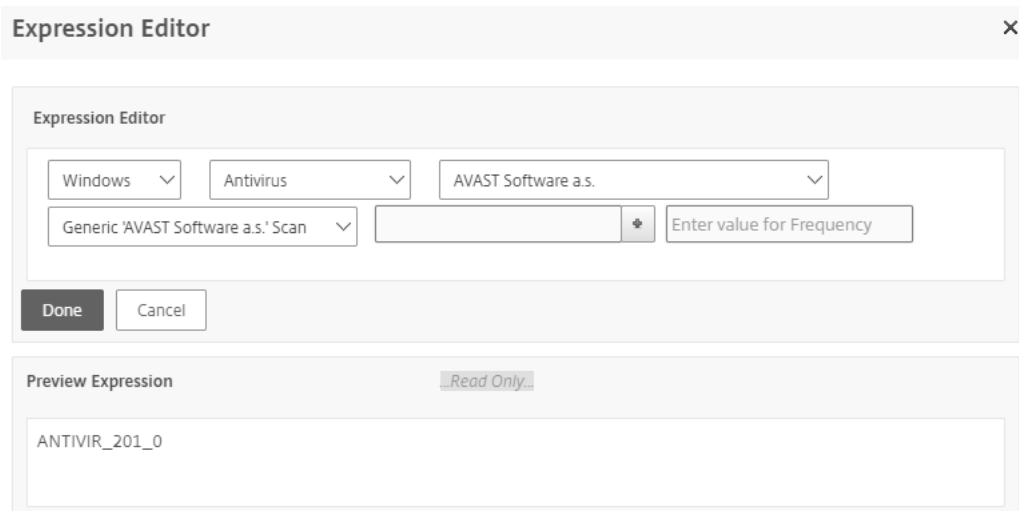 Expression Editor
Expression Editor
Windows Antivirus AVAST Software a.s.
Generic 'AVAST Software a.s.' Scan Enter value for Frequency
Done Cancel
Preview Expression ...Read Only...
ANTIVIR_201_0